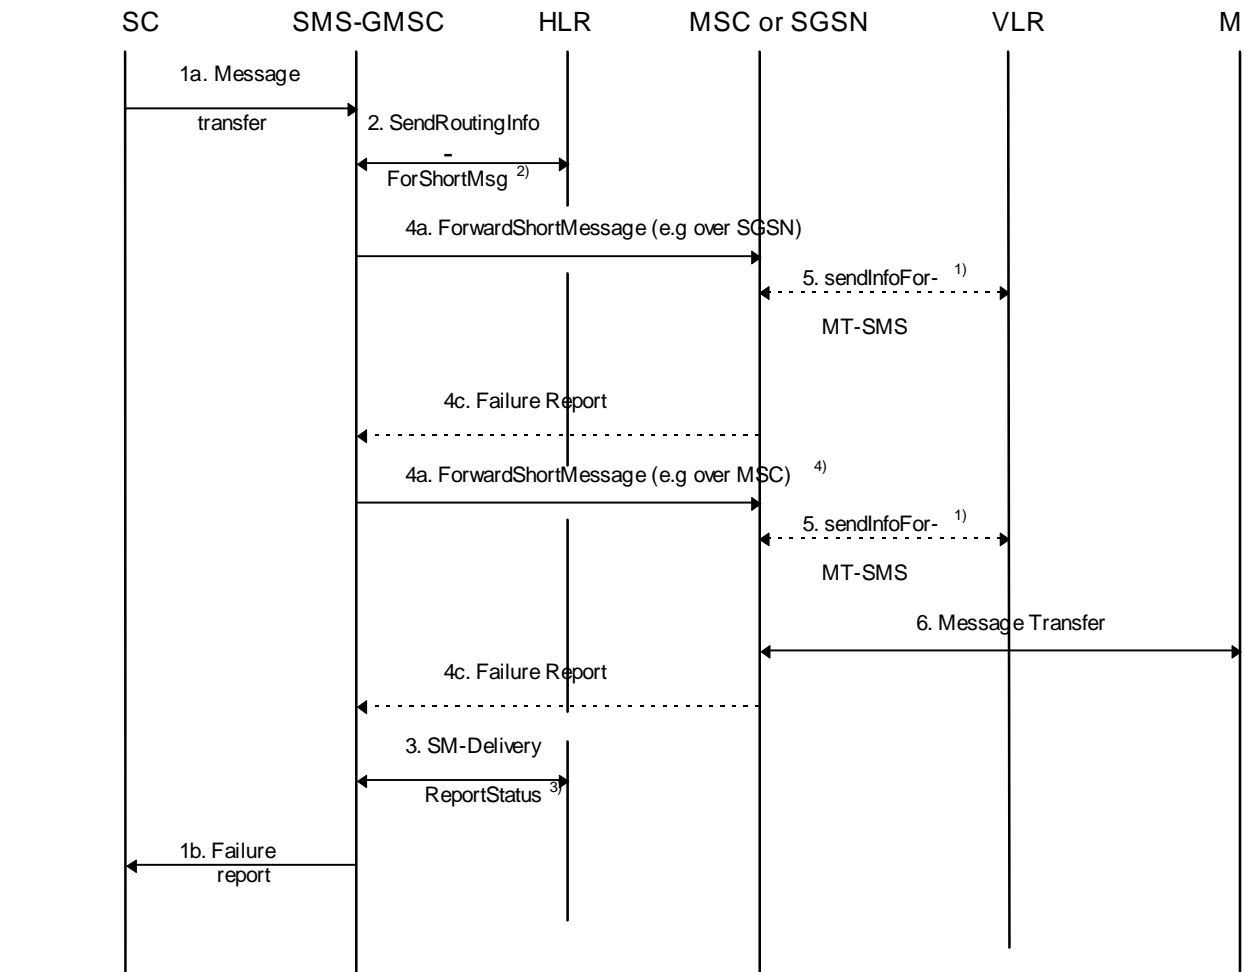 SC SMS-GMSC HLR MSC or SGSN VLR M
1a. Message
transfer
2. SendRoutingInfo
-
ForShortMsg 2)
4a. ForwardShortMessage (e.g over SGSN)
5. sendInfoFor- 1)
MT-SMS
4c. Failure Report
4a. ForwardShortMessage (e.g over MSC) 4)
5. sendInfoFor- 1)
MT-SMS
6. Message Transfer
4c. Failure Report
3. SM-Delivery
ReportStatus 3)
1b. Failure
report